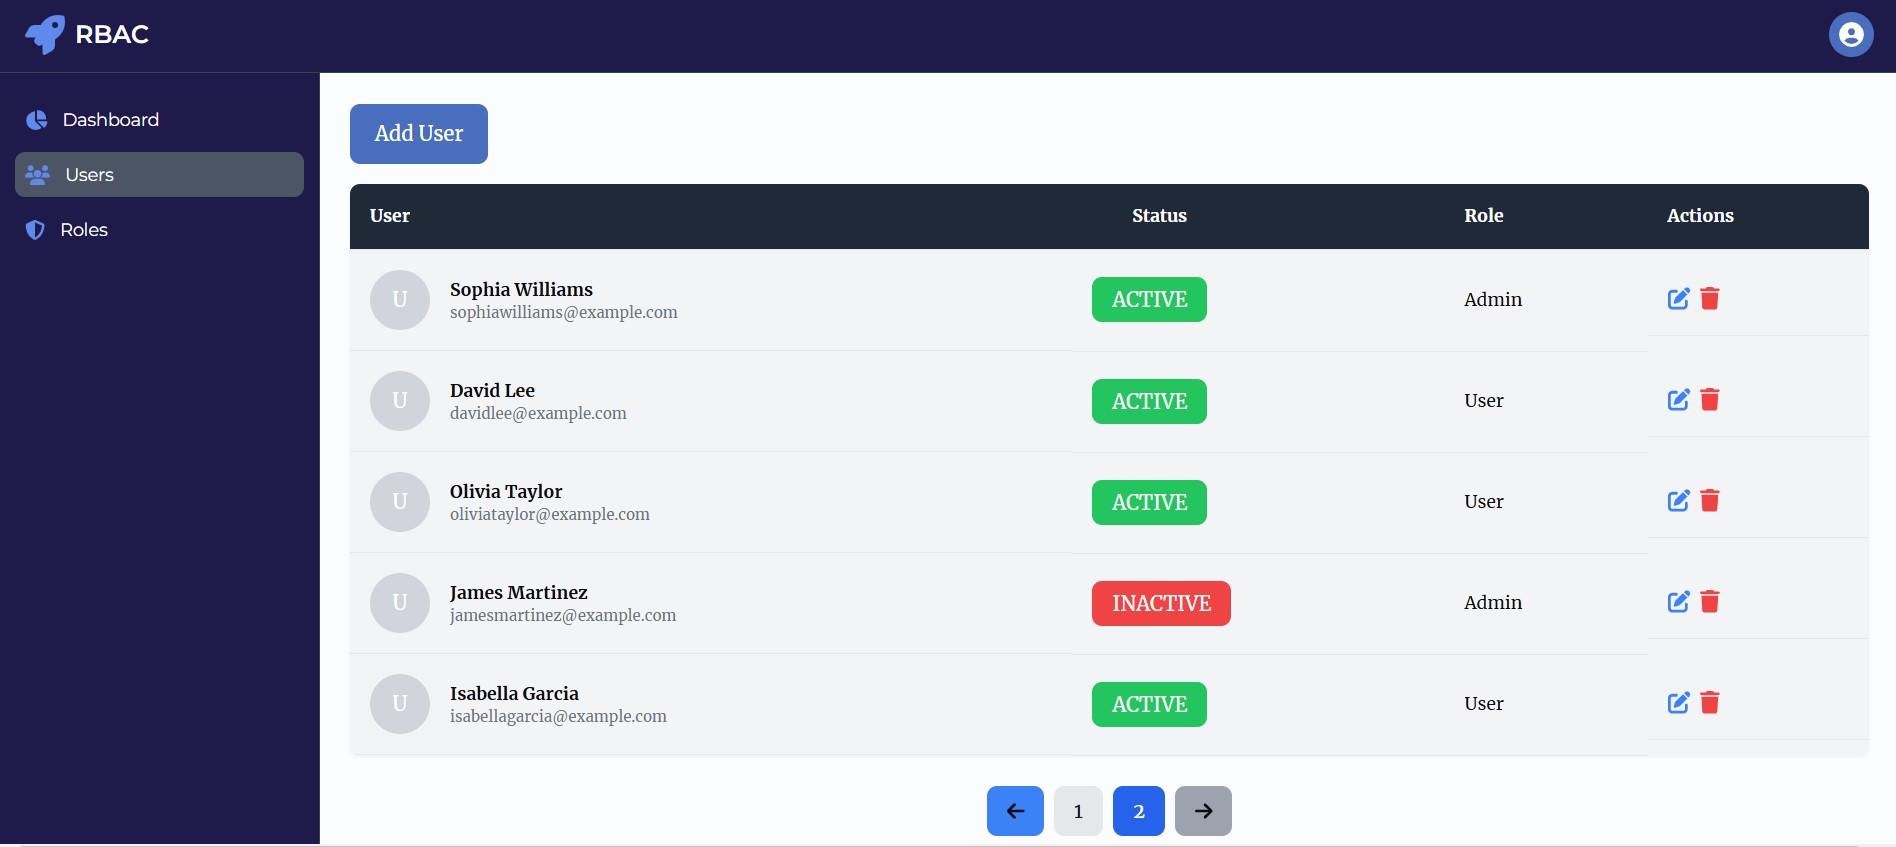 RBAC
Dashboard
Users
Roles
Add User
User Status Role Actions
U Sophia Williams ACTIVE Admin
sophiawilliams@example.com
U David Lee ACTIVE User
davidlee@example.com
U Olivia Taylor ACTIVE User
oliviataylor@example.com
U James Martinez INACTIVE Admin
jamesmartinez@example.com
U Isabella Garcia ACTIVE User
isabellagarcia@example.com
1 2